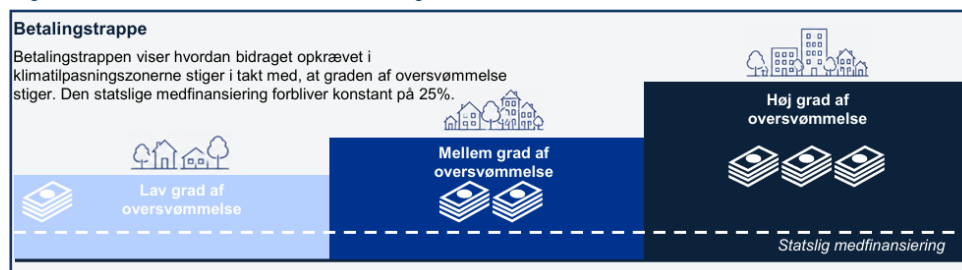 Betalingstrappe
Betalingstrappen viser hvordan bidraget opkrævet i
klimatilpasningszonerne stiger i takt med, at graden af oversvømmelse
stiger. Den statslige medfinansiering forbliver konstant på 25%.
Lav grad af
oversvømmelse
Mellem grad af
oversvømmelse
Høj grad af
oversvømmelse
Statslig medfinansiering